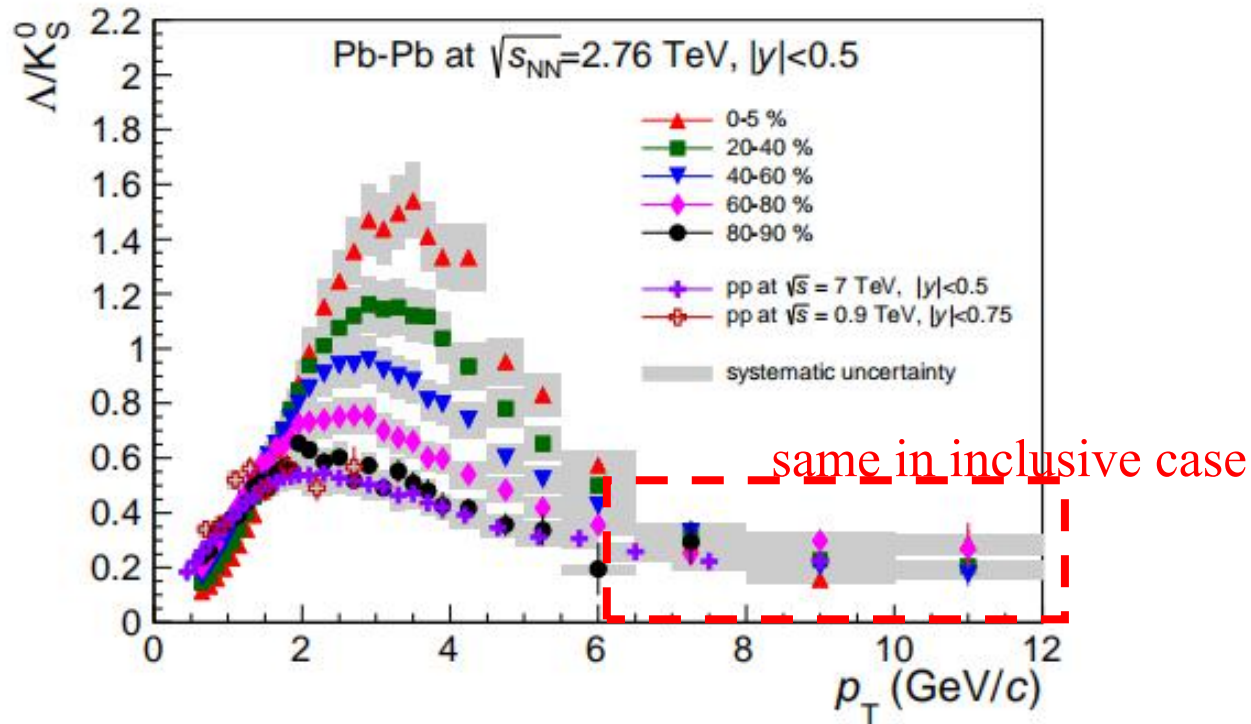 Λ/K⁰_S
2.2
2
1.8
1.6
1.4
1.2
1
0.8
0.6
0.4
0.2
0
Pb-Pb at √s_NN=2.76 TeV, |y|<0.5
0-5 %
20-40 %
40-60 %
60-80 %
80-90 %
pp at √s = 7 TeV, |y|<0.5
pp at √s = 0.9 TeV, |y|<0.75
systematic uncertainty
same in inclusive case
0 2 4 6 8 10 12
p_T (GeV/c)